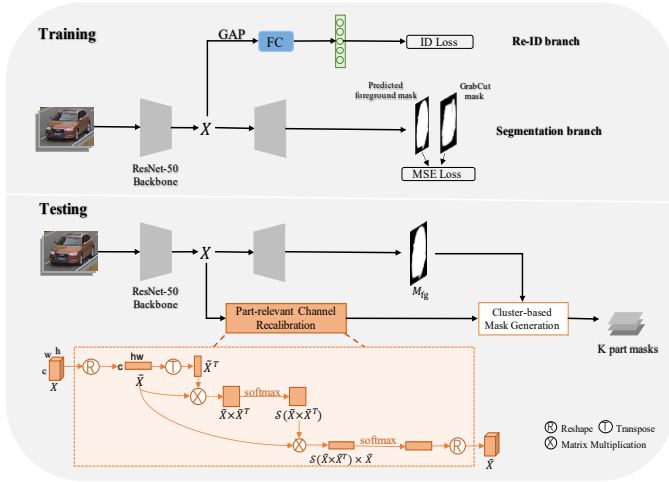 Training
GAP
FC
ID Loss
Re-ID branch
Predicted
foreground mask
GrabCut
mask
X
Segmentation branch
ResNet-50
Backbone
MSE Loss
Testing
X
ResNet-50
Backbone
M_fg
Part-relevant Channel
Recalibration
Cluster-based
Mask Generation
K part masks
w h
c
X
R
hw
c
X̃
T
X̃^T
X
X̃×X̃^T
softmax
S(X̃×X̃^T)
X
S(X̃×X̃^T) × X̃
softmax
R
X̂
R Reshape T Transpose
X Matrix Multiplication